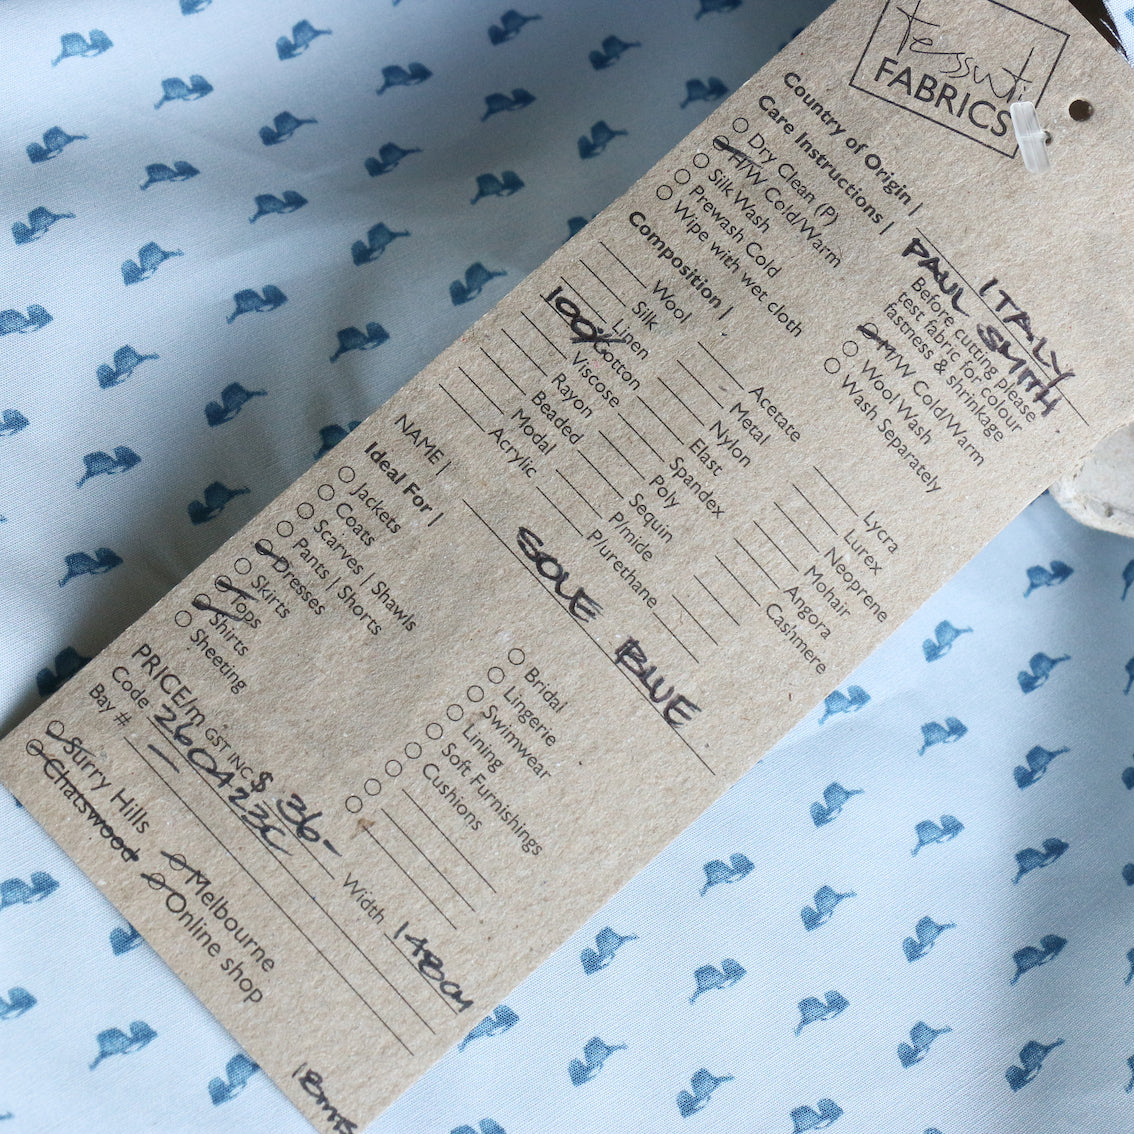 tessuti
FABRICS
Country of Origin | ITALY
Care Instructions | PAUL SMITH
Dry Clean (P)
H/W Cold/Warm
Silk Wash
Prewash Cold
Wipe with wet cloth
Before cutting please
test fabric for colour
fastness & shrinkage
M/W Cold/Warm
Wool Wash
Wash Separately
Composition |
Wool
Silk
Linen
100% Cotton
Viscose
Rayon
Beaded
Modal
Acrylic
Acetate
Metal
Nylon
Elast
Spandex
Poly
Sequin
P/mide
P/urethane
Lycra
Lurex
Neoprene
Mohair
Angora
Cashmere
NAME | SOLE BLUE
Ideal For |
Jackets
Coats
Scarves | Shawls
Pants | Shorts
Dresses
Skirts
Tops
Shirts
Sheeting
Bridal
Lingerie
Swimwear
Lining
Soft Furnishings
Cushions
PRICE/m GST INC $ 36-
Width 148cm
Code 260423C
Bay #
Surry Hills
Chatswood
Melbourne
Online shop